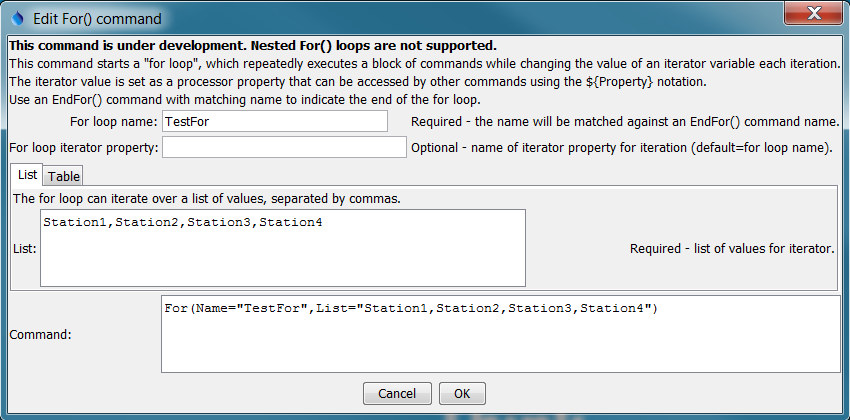 Edit For() command
This command is under development. Nested For() loops are not supported.
This command starts a "for loop", which repeatedly executes a block of commands while changing the value of an iterator variable each iteration.
The iterator value is set as a processor property that can be accessed by other commands using the ${Property} notation.
Use an EndFor() command with matching name to indicate the end of the for loop.
For loop name: TestFor Required - the name will be matched against an EndFor() command name.
For loop iterator property: Optional - name of iterator property for iteration (default=for loop name).
List Table
The for loop can iterate over a list of values, separated by commas.
Station1,Station2,Station3,Station4
List: Required - list of values for iterator.
For(Name="TestFor",List="Station1,Station2,Station3,Station4")
Command:
Cancel OK